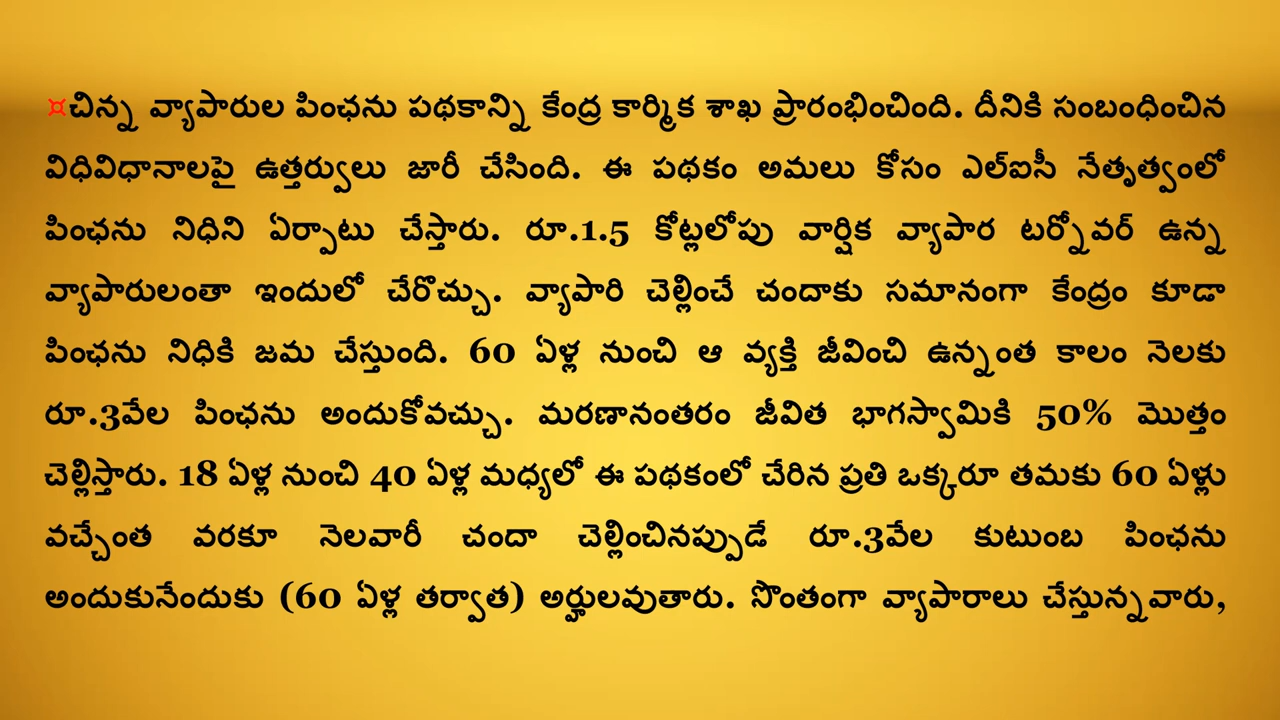 ¤చిన్న వ్యాపారుల పింఛను పథకాన్ని కేంద్ర కార్మిక శాఖ ప్రారంభించింది. దీనికి సంబంధించిన
విధివిధానాలపై ఉత్తర్వులు జారీ చేసింది. ఈ పథకం అమలు కోసం ఎల్ఐసీ నేతృత్వంలో
పింఛను నిధిని ఏర్పాటు చేస్తారు. రూ.1.5 కోట్లలోపు వార్షిక వ్యాపార టర్నోవర్ ఉన్న
వ్యాపారులంతా ఇందులో చేరొచ్చు. వ్యాపారి చెల్లించే చందాకు సమానంగా కేంద్రం కూడా
పింఛను నిధికి జమ చేస్తుంది. 60 ఏళ్ల నుంచి ఆ వ్యక్తి జీవించి ఉన్నంత కాలం నెలకు
రూ.3వేల పింఛను అందుకోవచ్చు. మరణానంతరం జీవిత భాగస్వామికి 50% మొత్తం
చెల్లిస్తారు. 18 ఏళ్ల నుంచి 40 ఏళ్ల మధ్యలో ఈ పథకంలో చేరిన ప్రతి ఒక్కరూ తమకు 60 ఏళ్లు
వచ్చేంత వరకూ నెలవారీ చందా చెల్లించినప్పుడే రూ.3వేల కుటుంబ పింఛను
అందుకునేందుకు (60 ఏళ్ల తర్వాత) అర్హులవుతారు. సొంతంగా వ్యాపారాలు చేస్తున్నవారు,